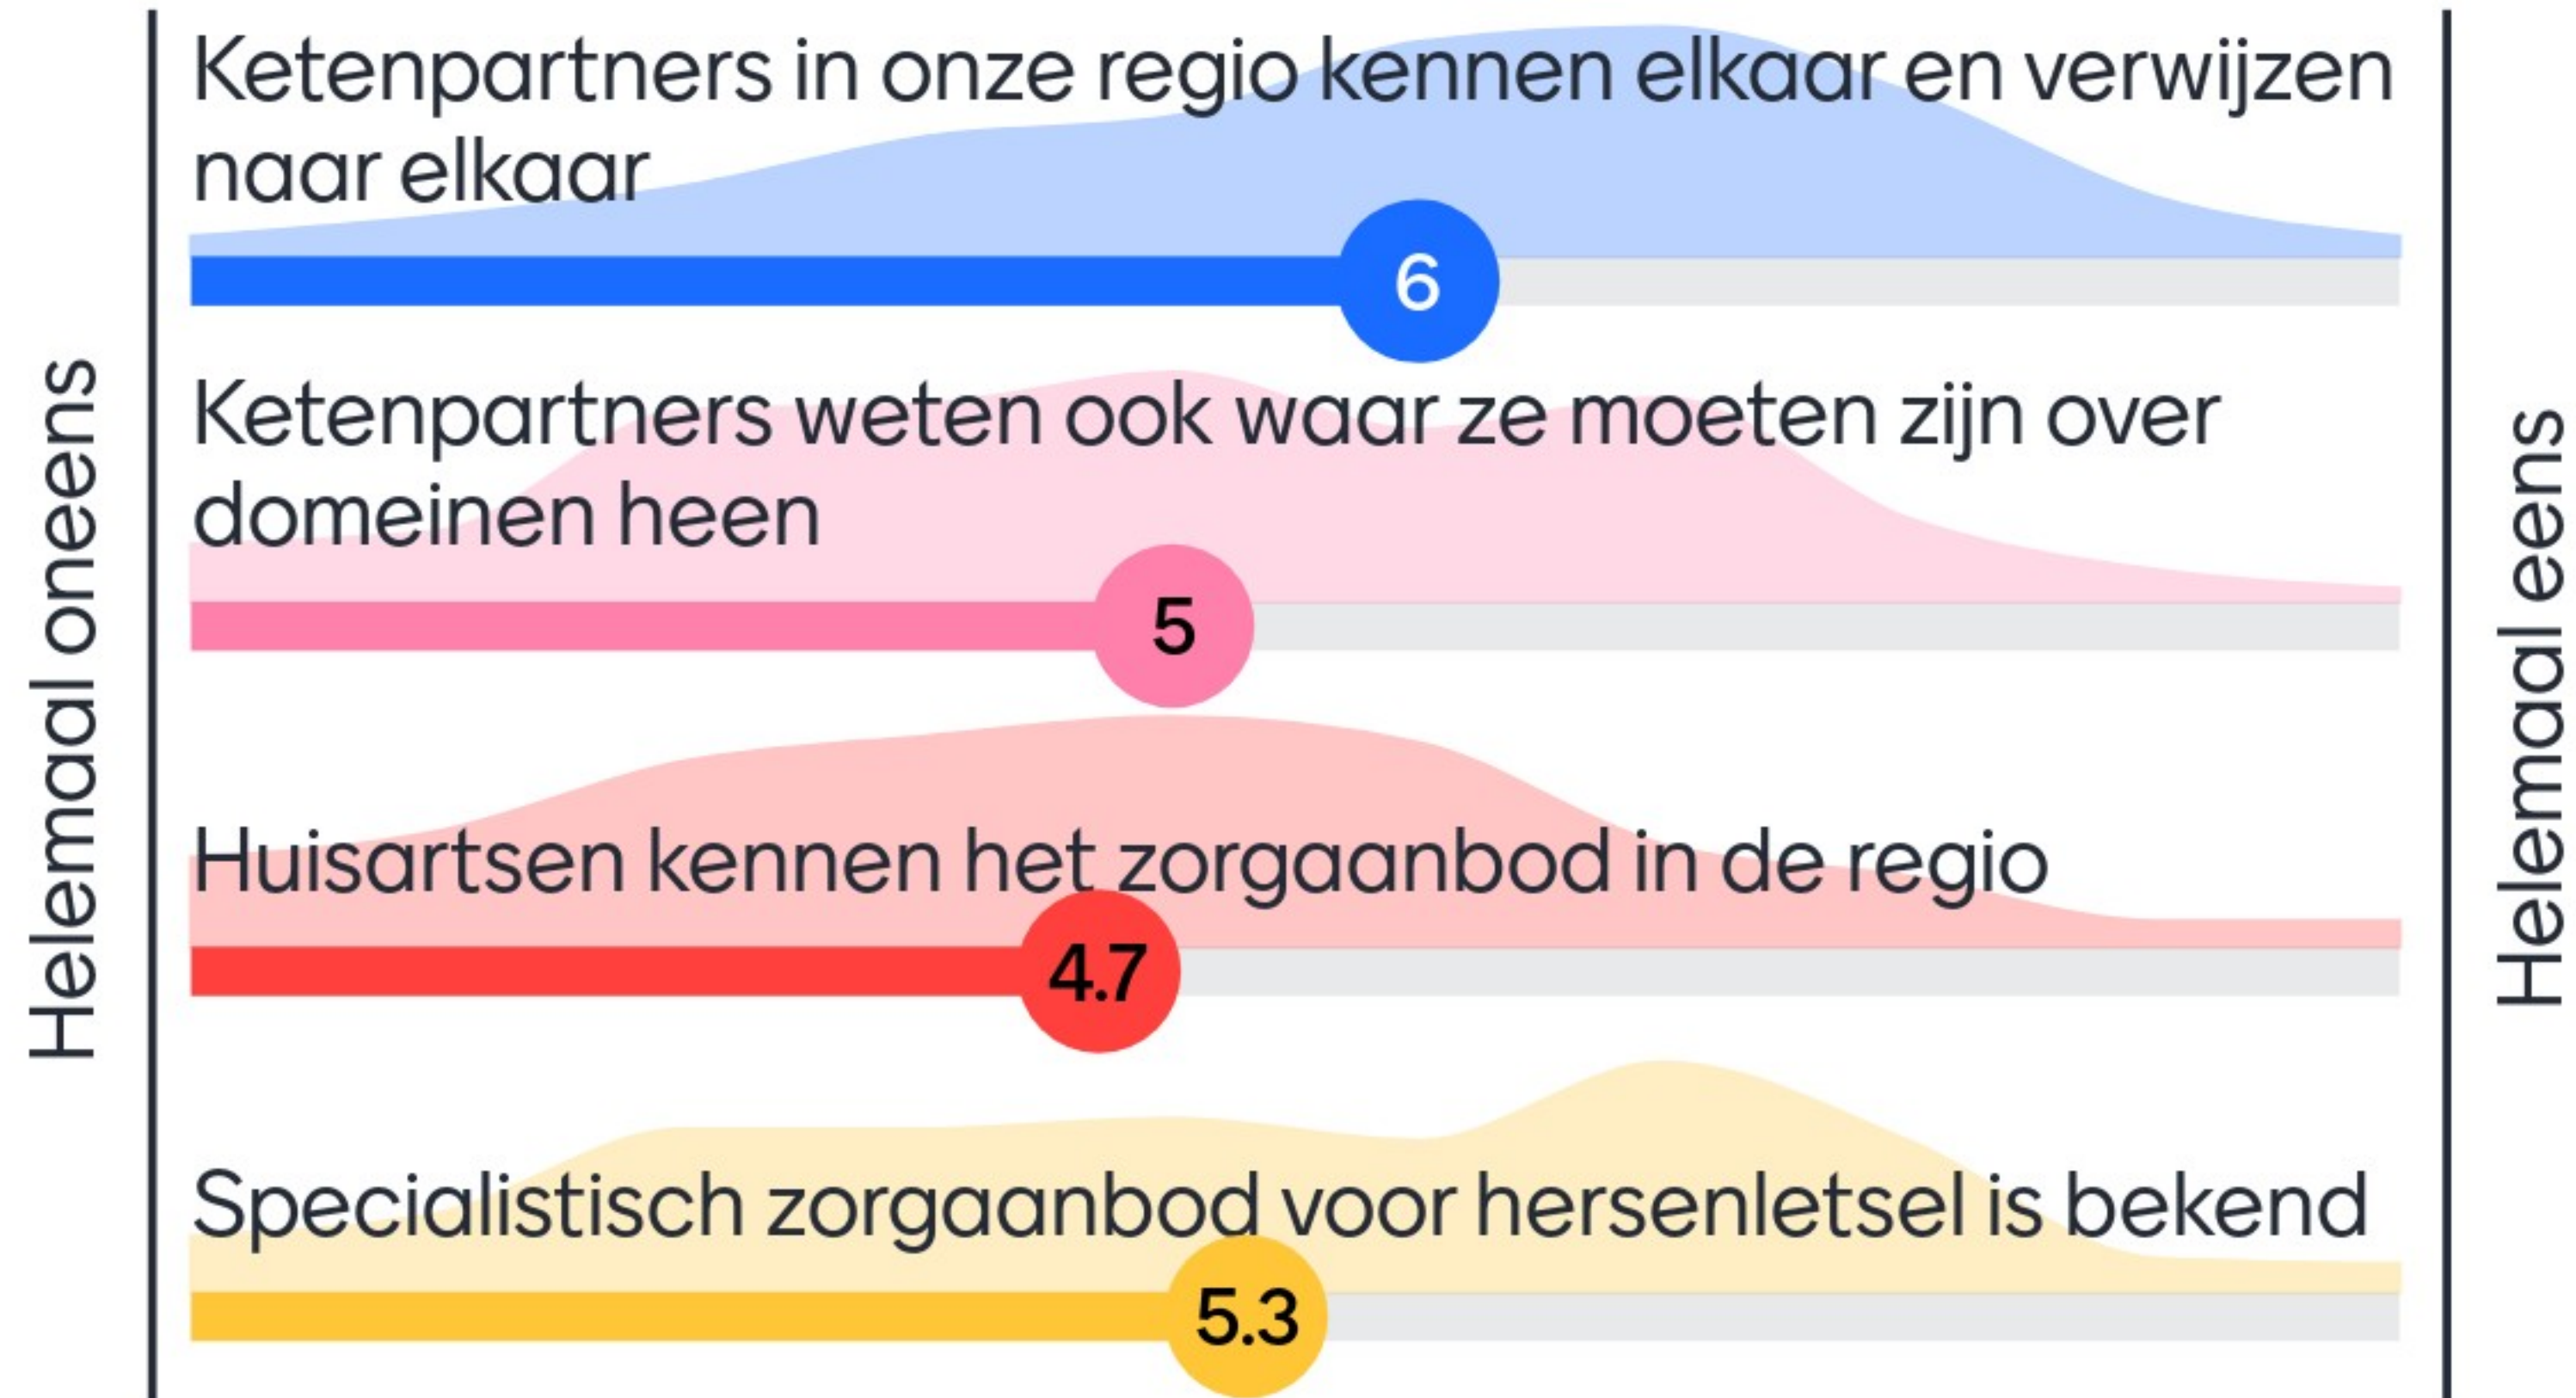 Helemaal oneens
Ketenpartners in onze regio kennen elkaar en verwijzen
naar elkaar
6
Ketenpartners weten ook waar ze moeten zijn over
domeinen heen
5
Huisartsen kennen het zorgaanbod in de regio
4.7
Specialistisch zorgaanbod voor hersenletsel is bekend
5.3
Helemaal eens